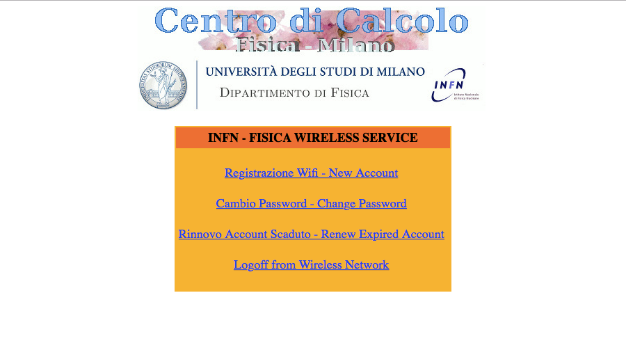 Centro di Calcolo
Fisica - Milano
UNIVERSITÀ DEGLI STUDI DI MILANO
DIPARTIMENTO DI FISICA
INFN
INFN - FISICA WIRELESS SERVICE
Registrazione Wifi - New Account
Cambio Password - Change Password
Rinnovo Account Scaduto - Renew Expired Account
Logoff from Wireless Network